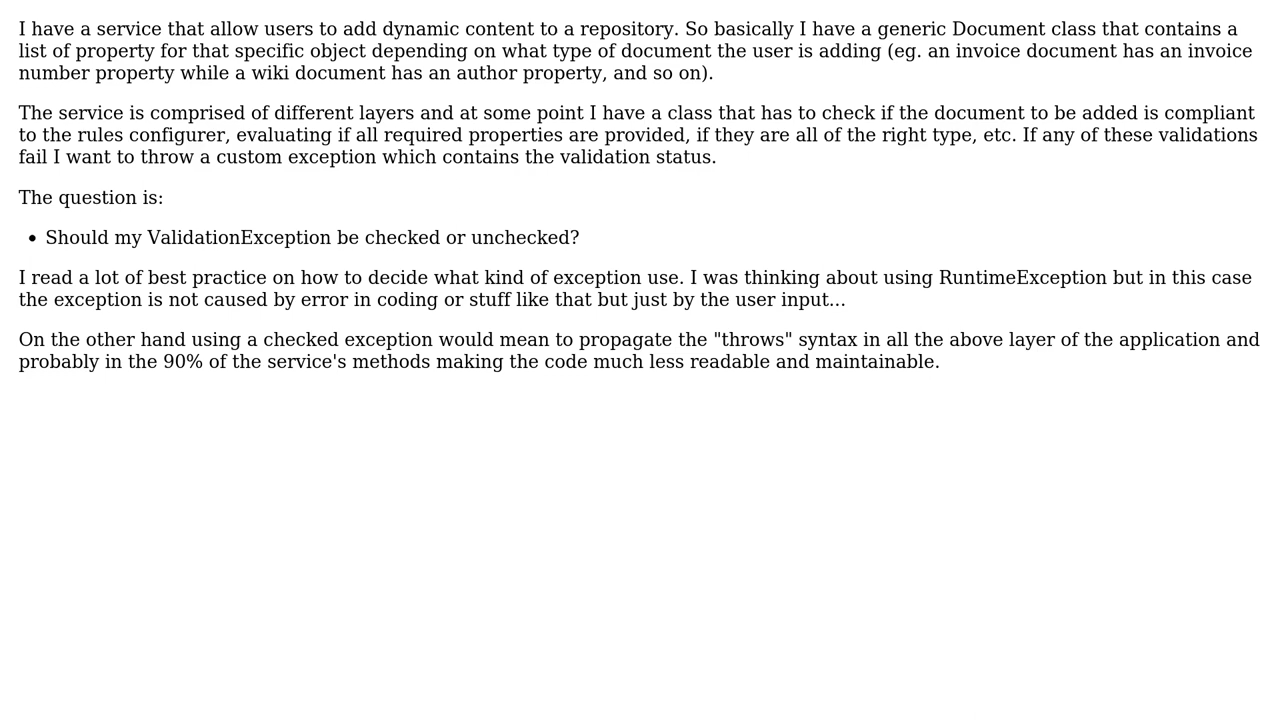 I have a service that allow users to add dynamic content to a repository. So basically I have a generic Document class that contains a
list of property for that specific object depending on what type of document the user is adding (eg. an invoice document has an invoice
number property while a wiki document has an author property, and so on).
The service is comprised of different layers and at some point I have a class that has to check if the document to be added is compliant
to the rules configurer, evaluating if all required properties are provided, if they are all of the right type, etc. If any of these validations
fail I want to throw a custom exception which contains the validation status.
The question is:
• Should my ValidationException be checked or unchecked?
I read a lot of best practice on how to decide what kind of exception use. I was thinking about using RuntimeException but in this case
the exception is not caused by error in coding or stuff like that but just by the user input...
On the other hand using a checked exception would mean to propagate the "throws" syntax in all the above layer of the application and
probably in the 90% of the service's methods making the code much less readable and maintainable.